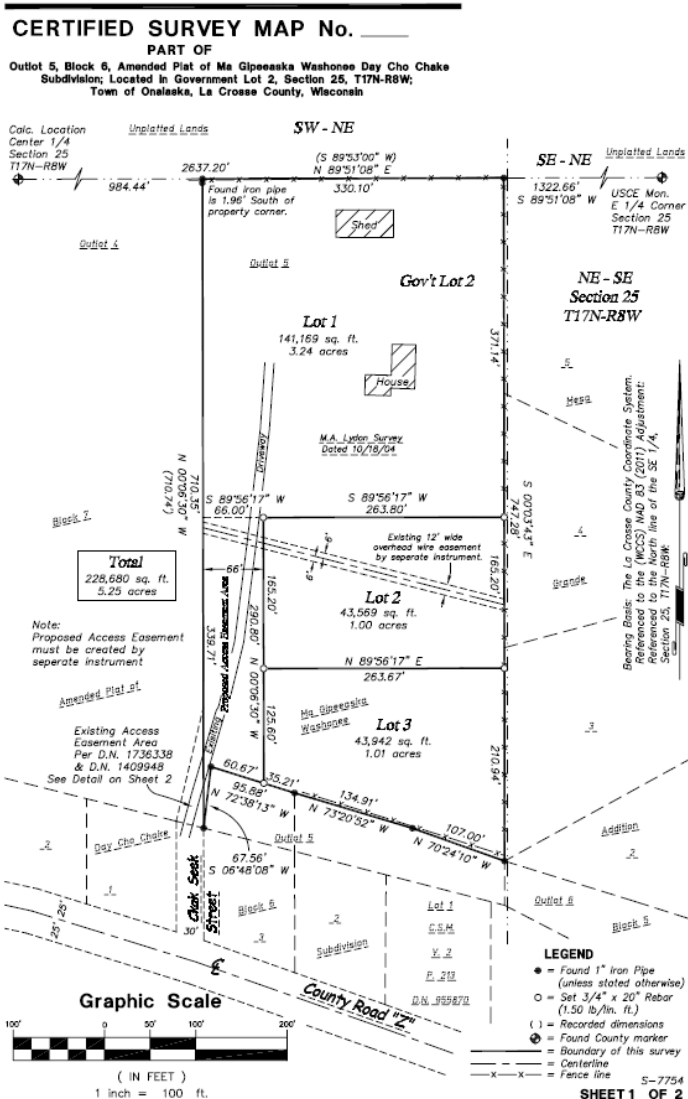 CERTIFIED SURVEY MAP No.
PART OF
Outlot 5, Block 6, Amended Plat of Ma Gipeeaska Washonee Day Cho Chake
Subdivision; Located in Government Lot 2, Section 25, T17N-R8W;
Town of Onalaska, La Crosse County, Wisconsin
Calc. Location
Center 1/4
Section 25
T17N-R8W
Unplatted Lands
SW - NE
SE - NE
Unplatted Lands
2637.20'
(S 89°53'00" W)
N 89°51'08" E
984.44'
330.10'
1322.66'
S 89°51'08" W
USCE Mon.
E 1/4 Corner
Section 25
T17N-R8W
Found iron pipe
is 1.96' South of
property corner.
Shed
Outlot 4
Outlot 5
Gov't Lot 2
NE - SE
Section 25
T17N-R8W
Lot 1
141,169 sq. ft.
3.24 acres
371.14'
House
5
Mesa
M.A. Lydon Survey
Dated 10/18/04
Driveway
N 00°06'30" W
710.35'
(710.74')
S 89°56'17" W
66.00'
S 89°56'17" W
263.80'
S 00°03'43" E
747.28'
Block 7
Existing 12' wide
overhead wire easement
by seperate instrument.
6'
6'
4
Grande
Bearing Basis: The La Crosse County Coordinate System.
Referenced to the (WCCS) NAD 83 (2011) Adjustment:
Referenced to the North line of the SE 1/4,
Section 25, T17N-R8W.
Total
228,680 sq. ft.
5.25 acres
66'
Proposed Access Easement Area
165.20'
165.20'
290.80'
N 00°06'30" W
339.71'
Lot 2
43,569 sq. ft.
1.00 acres
Note:
Proposed Access Easement
must be created by
seperate instrument
N 89°56'17" E
263.67'
Amended Plat of
Ma Gipeeaska
Washonee
125.60'
Lot 3
43,942 sq. ft.
1.01 acres
3
210.94'
Existing
Existing Access
Easement Area
Per D.N. 1736338
& D.N. 1409948
See Detail on Sheet 2
60.67'
95.88'
N 72°38'13" W
35.21'
134.91'
N 73°20'52" W
107.00'
N 70°24'10" W
Outlot 5
Addition
2
2
Day Cho Chake
67.56'
S 06°48'08" W
1
Chak Seek
Street
30'
Block 6
3
2
Subdivision
Lot 1
C.S.M.
V. 2
P. 213
D.N. 955870
Outlot 6
Block 5
25'
25'
County Road "Z"
LEGEND
= Found 1" Iron Pipe
(unless stated otherwise)
= Set 3/4" x 20" Rebar
(1.50 lb/lin. ft.)
( ) = Recorded dimensions
= Found County marker
= Boundary of this survey
= Centerline
= Fence line
Graphic Scale
100' 0 50' 100' 200'
( IN FEET )
1 inch = 100 ft.
S-7754
SHEET 1 OF 2